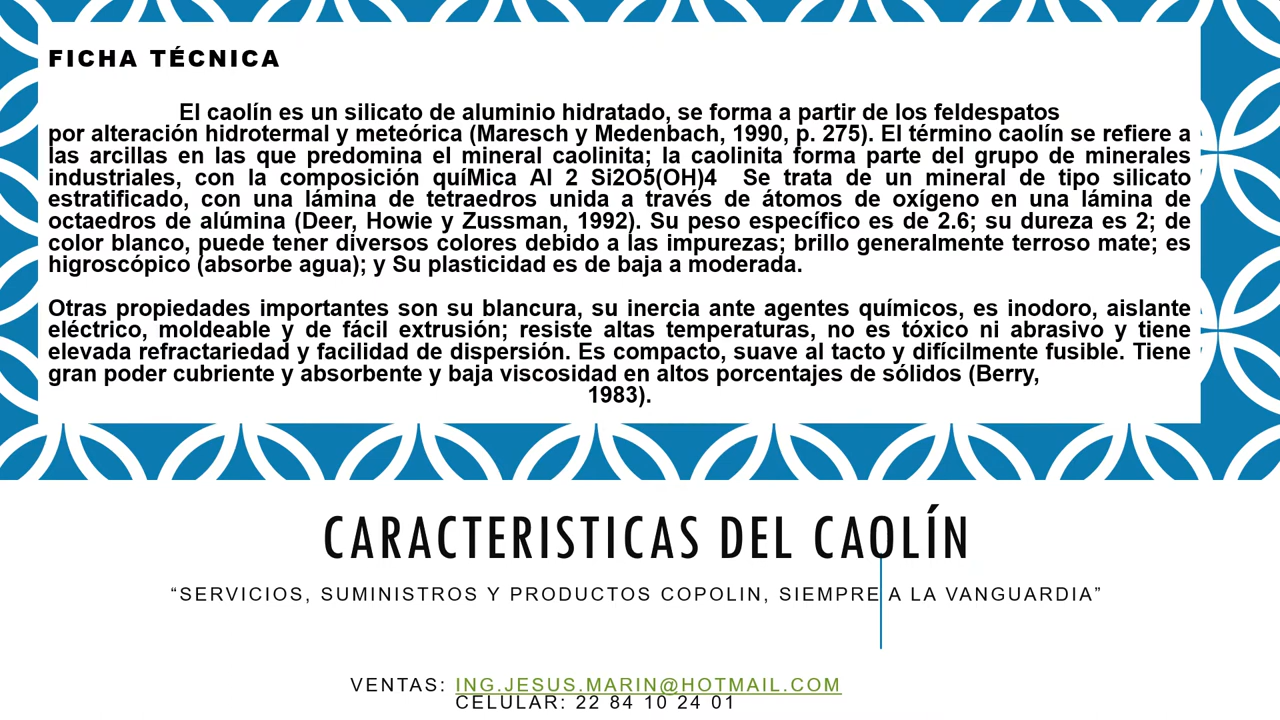 FICHA TÉCNICA
El caolín es un silicato de aluminio hidratado, se forma a partir de los feldespatos
por alteración hidrotermal y meteórica (Maresch y Medenbach, 1990, p. 275). El término caolín se refiere a
las arcillas en las que predomina el mineral caolinita; la caolinita forma parte del grupo de minerales
industriales, con la composición quíMica Al 2 Si2O5(OH)4 Se trata de un mineral de tipo silicato
estratificado, con una lámina de tetraedros unida a través de átomos de oxígeno en una lámina de
octaedros de alúmina (Deer, Howie y Zussman, 1992). Su peso específico es de 2.6; su dureza es 2; de
color blanco, puede tener diversos colores debido a las impurezas; brillo generalmente terroso mate; es
higroscópico (absorbe agua); y Su plasticidad es de baja a moderada.
Otras propiedades importantes son su blancura, su inercia ante agentes químicos, es inodoro, aislante
eléctrico, moldeable y de fácil extrusión; resiste altas temperaturas, no es tóxico ni abrasivo y tiene
elevada refractariedad y facilidad de dispersión. Es compacto, suave al tacto y difícilmente fusible. Tiene
gran poder cubriente y absorbente y baja viscosidad en altos porcentajes de sólidos (Berry,
1983).
CARACTERISTICAS DEL CAOLÍN
“SERVICIOS, SUMINISTROS Y PRODUCTOS COPOLIN, SIEMPRE A LA VANGUARDIA”
VENTAS: ING.JESUS.MARIN@HOTMAIL.COM
CELULAR: 22 84 10 24 01